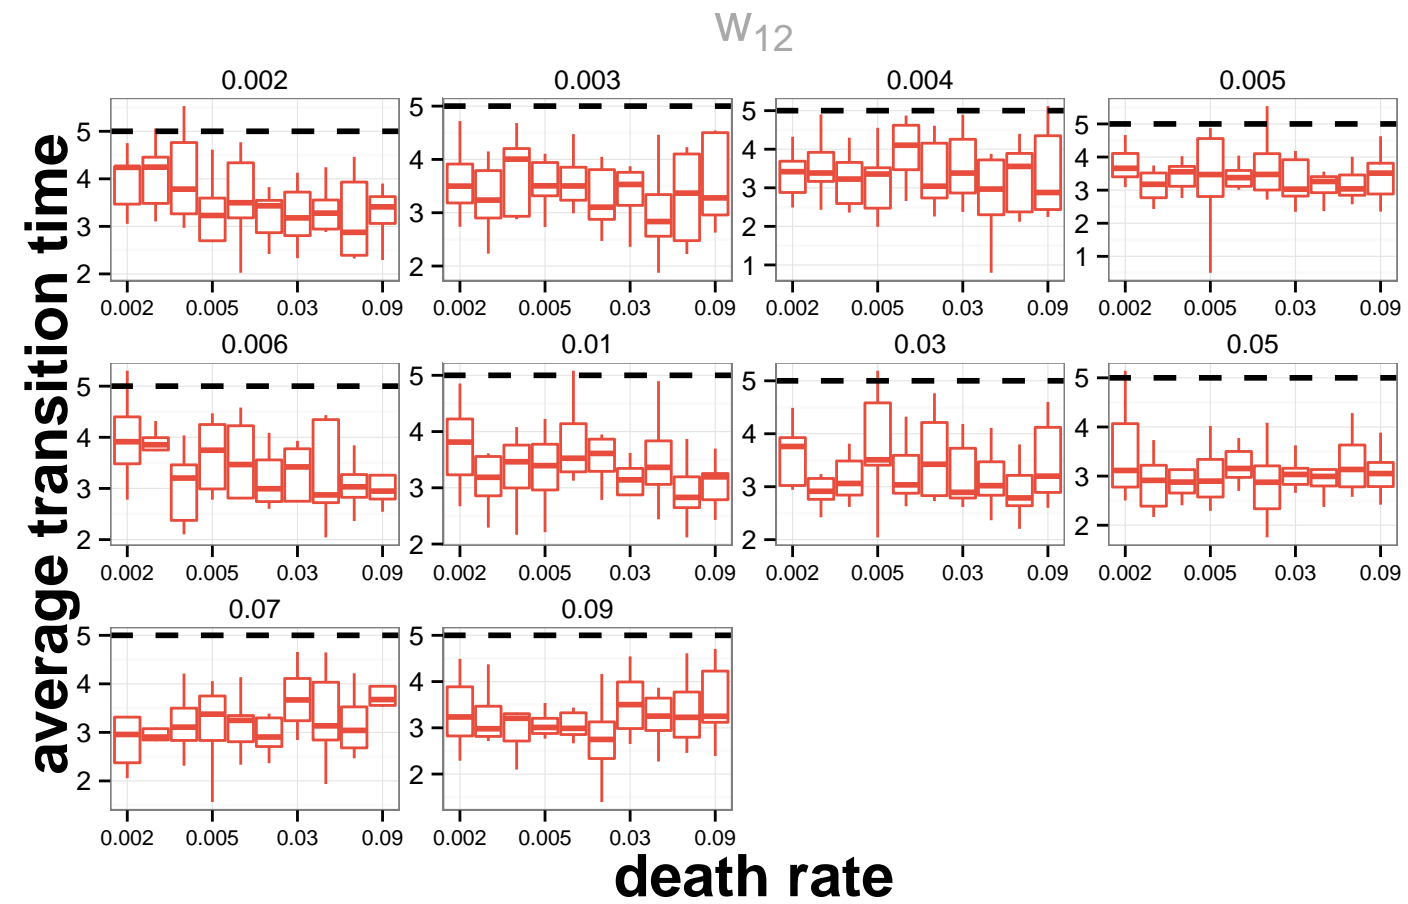 w12
0.002 0.003 0.004 0.005
5 5 5 5
4 4 4 4
3 3 3 3
2 2 2 2
1 1
0.002 0.005 0.03 0.09 0.002 0.005 0.03 0.09 0.002 0.005 0.03 0.09 0.002 0.005 0.03 0.09
average transition time
0.006 0.01 0.03 0.05
5 5 5 5
4 4 4 4
3 3 3 3
2 2 2 2
0.002 0.005 0.03 0.09 0.002 0.005 0.03 0.09 0.002 0.005 0.03 0.09 0.002 0.005 0.03 0.09
0.07 0.09
5 5
4 4
3 3
2 2
0.002 0.005 0.03 0.09 0.002 0.005 0.03 0.09
death rate